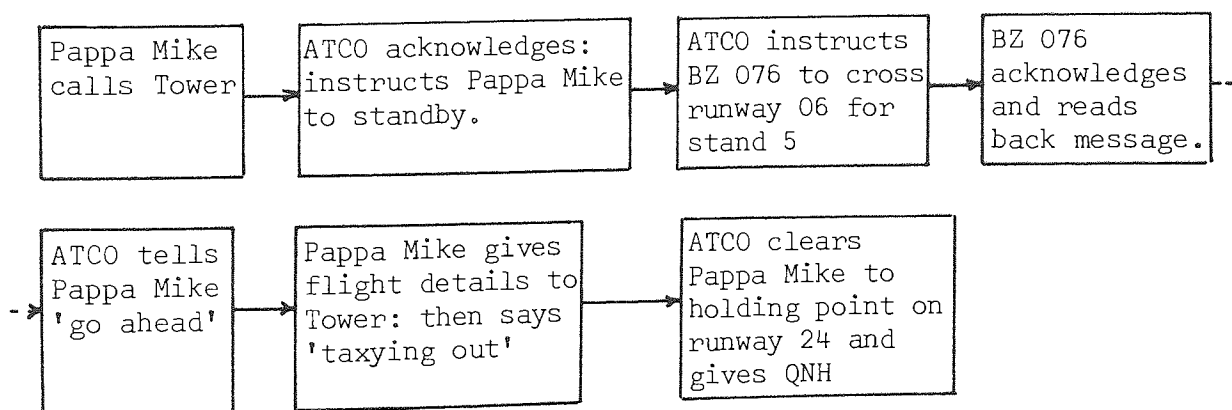 Pappa Mike
calls Tower
ATCO acknowledges:
instructs Pappa Mike
to standby.
ATCO instructs
BZ 076 to cross
runway 06 for
stand 5
BZ 076
acknowledges
and reads
back message.
ATCO tells
Pappa Mike
'go ahead'
Pappa Mike gives
flight details to
Tower: then says
'taxying out'
ATCO clears
Pappa Mike to
holding point on
runway 24 and
gives QNH